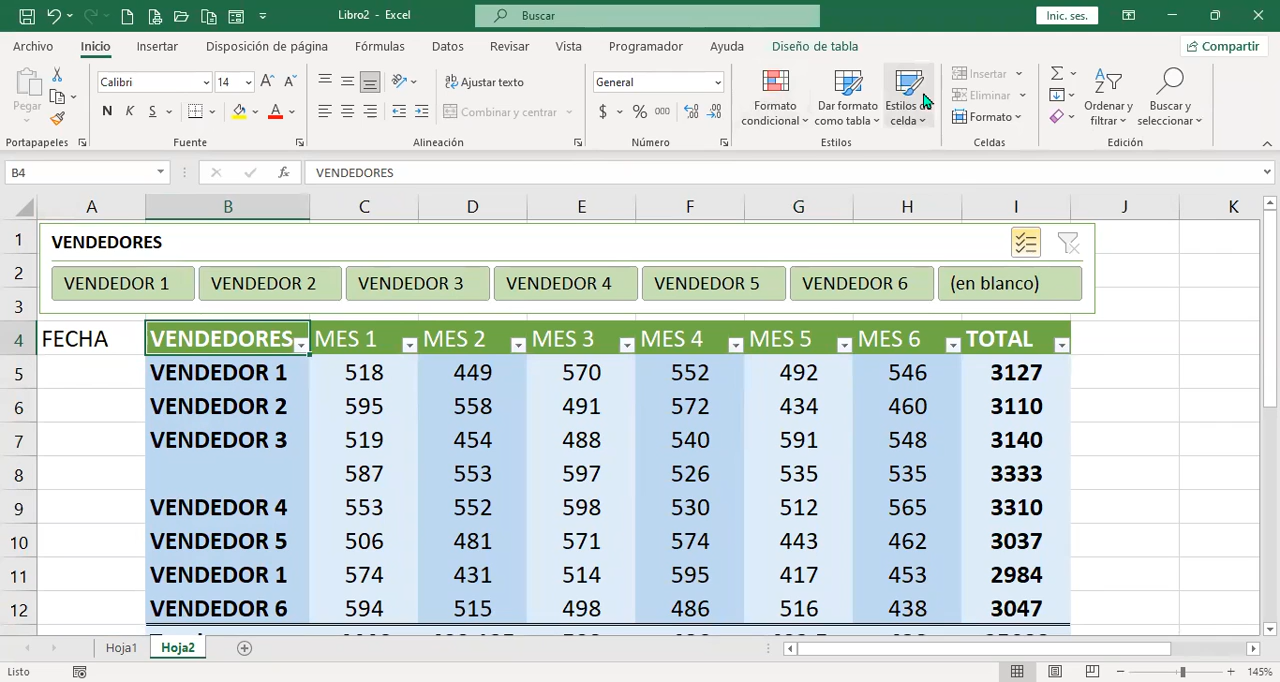 Libro2 - Excel
Buscar
Inic. ses.
Archivo Inicio Insertar Disposición de página Fórmulas Datos Revisar Vista Programador Ayuda Diseño de tabla Compartir
Pegar
Calibri 14
N K S A
Ajustar texto
Combinar y centrar
General
$ % 000
Formato condicional
Dar formato como tabla
Estilos celda
Insertar
Eliminar
Formato
Ordenar y filtrar
Buscar y seleccionar
Portapapeles Fuente Alineación Número Estilos Celdas Edición
B4 fx VENDEDORES
A B C D E F G H I J K
1 VENDEDORES
2 VENDEDOR 1 VENDEDOR 2 VENDEDOR 3 VENDEDOR 4 VENDEDOR 5 VENDEDOR 6 (en blanco)
3
4 FECHA VENDEDORES MES 1 MES 2 MES 3 MES 4 MES 5 MES 6 TOTAL
5 VENDEDOR 1 518 449 570 552 492 546 3127
6 VENDEDOR 2 595 558 491 572 434 460 3110
7 VENDEDOR 3 519 454 488 540 591 548 3140
8 587 553 597 526 535 535 3333
9 VENDEDOR 4 553 552 598 530 512 565 3310
10 VENDEDOR 5 506 481 571 574 443 462 3037
11 VENDEDOR 1 574 431 514 595 417 453 2984
12 VENDEDOR 6 594 515 498 486 516 438 3047
Hoja1 Hoja2
Listo 145%